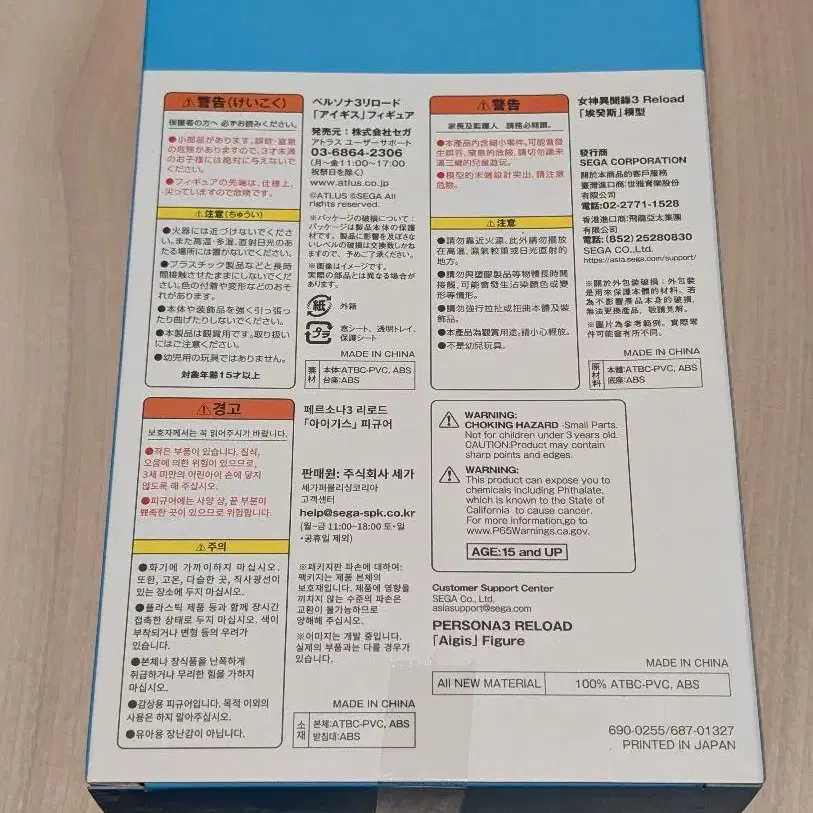 ⚠警告(けいこく)
保護者の方へ 必ずお読みください。
●小部品があります。誤飲・窒息
の危険がありますので、3才未満
のお子様には絶対に与えないで
ください。
●フィギュアの先端は、仕様上、
尖っていますので危険です。
⚠注意(ちゅうい)
●火器には近づけないでくださ
い。また高温・多湿、直射日光のあ
たる場所には置かないでください。
●プラスチック製品などと長時
間接触させたままにしないでくだ
さい。色の付着や変形などのおそ
れがあります。
●本体や装飾品を強く引っ張っ
たり曲げたりしないでください。
●本製品は観賞用です。取り扱い
にはご注意ください。
●幼児用の玩具ではありません。
対象年齢15才以上
ペルソナ3リロード
「アイギス」フィギュア
発売元:株式会社セガ
アトラス ユーザーサポート
03-6864-2306
(月~金11:00~17:00
祝祭日を除く)
www.atlus.co.jp
©ATLUS ©SEGA All
rights reserved.
※パッケージの破損について:
パッケージは製品本体の保護
材です。製品に影響を及ぼさな
いレベルの破損は交換致しかね
ますので、予めご了承ください。
※画像はイメージです。
実際の部品とは異なる場合が
あります。
紙 外箱
プラ 窓シート、透明トレイ、
保護シート
MADE IN CHINA
素材 本体:ATBC-PVC, ABS
台座:ABS
⚠警告
家長及監護人 請務必閱讀。
●本產品內含細小零件。可能會發
生誤吞、窒息的危險,請切勿讓未
滿三歲的兒童遊玩。
●模型的末端設計突出,請注意
危險。
⚠注意
●請勿靠近火源。此外請勿擺放
在高溫、濕氣較重或日光直射的
地方。
●請勿與塑膠製品等物體長時間
接觸,可能會發生沾染顏色或變
形等情形。
●請勿強行拉扯或扭曲本體及裝
飾品。
●本產品為觀賞用途,請小心輕放。
●不是幼兒玩具。
女神異聞錄3 Reload
「埃癸斯」模型
發行商
SEGA CORPORATION
關於本商品的客戶服務
臺灣進口商:世雅育樂股份
有限公司
電話:02-2771-1528
香港進口商:飛龍亞太集團
有限公司
電話:(852) 25280830
SEGA CO.,Ltd.
https://asia.sega.com/support/
※關於外包裝破損:外包裝
是用來保護本體的材料。若
為不影響產品本身的破損,
無法更換產品,敬請見解。
※圖片為參考範例,實際零
件可能會有所不同。
MADE IN CHINA
原材料 本體:ATBC-PVC, ABS
底座:ABS
⚠경고
보호자께서는 꼭 읽어주시기 바랍니다.
●작은 부품이 있습니다. 질식,
오음에 의한 위험이 있으므로,
3세 미만의 어린아이 손에 닿지
않도록 해 주십시오.
●피규어에는 사양 상, 끝 부분이
뾰족한 곳이 있으므로 위험합니다.
⚠주의
●화기에 가까이하지 마십시오.
또한, 고온, 다습한 곳, 직사광선이
있는 장소에 두지 마십시오.
●플라스틱 제품 등과 함께 장시간
접촉한 상태로 두지 마십시오. 색이
부착되거나 변형 등의 우려가
있습니다.
●본체나 장식품을 난폭하게
취급하거나 무리한 힘을 가하지
마십시오.
●감상용 피규어입니다. 목적 이외의
사용은 하지 말아주십시오.
●유아용 장난감이 아닙니다.
페르소나3 리로드
「아이기스」 피규어
판매원: 주식회사 세가
세가퍼블리싱코리아
고객센터
help@sega-spk.co.kr
(월~금 11:00~18:00 토·일
·공휴일 제외)
※패키지판 파손에 대하여:
팩키지는 제품 본체의
보호재입니다. 제품에 영향을
끼치지 않는 수준의 파손은
교환이 불가능하므로
양해해 주십시오.
※이미지는 개발 중입니다.
실제의 부품과는 다를 경우가
있습니다.
MADE IN CHINA
소재 본체:ATBC-PVC, ABS
받침대:ABS
WARNING:
CHOKING HAZARD -Small Parts.
Not for children under 3 years old.
CAUTION:Product may contain
sharp points and edges.
WARNING:
This product can expose you to
chemicals including Phthalate,
which is known to the State of
California to cause cancer.
For more information,go to
www.P65Warnings.ca.gov.
AGE:15 and UP
Customer Support Center
SEGA Co., Ltd.
asiasupport@sega.com
PERSONA3 RELOAD
「Aigis」 Figure
MADE IN CHINA
All NEW MATERIAL 100% ATBC-PVC, ABS
690-0255/687-01327
PRINTED IN JAPAN